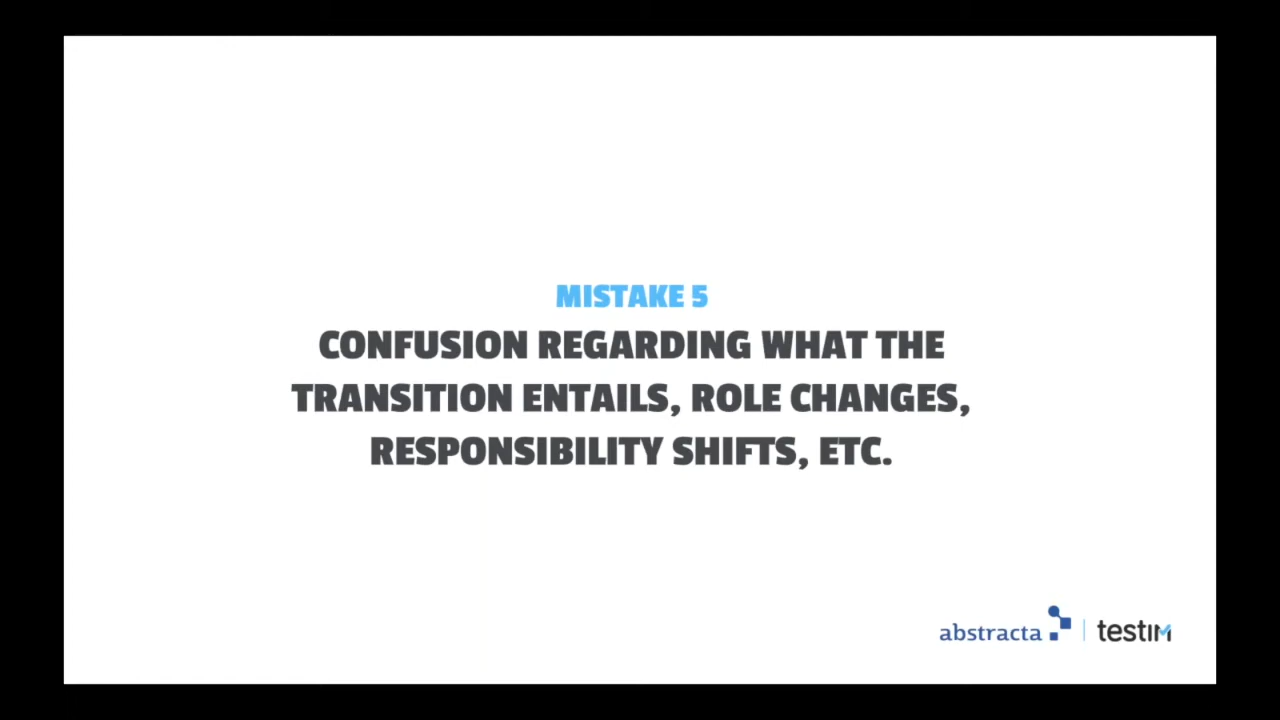 MISTAKE 5
CONFUSION REGARDING WHAT THE
TRANSITION ENTAILS, ROLE CHANGES,
RESPONSIBILITY SHIFTS, ETC.
abstracta | testim